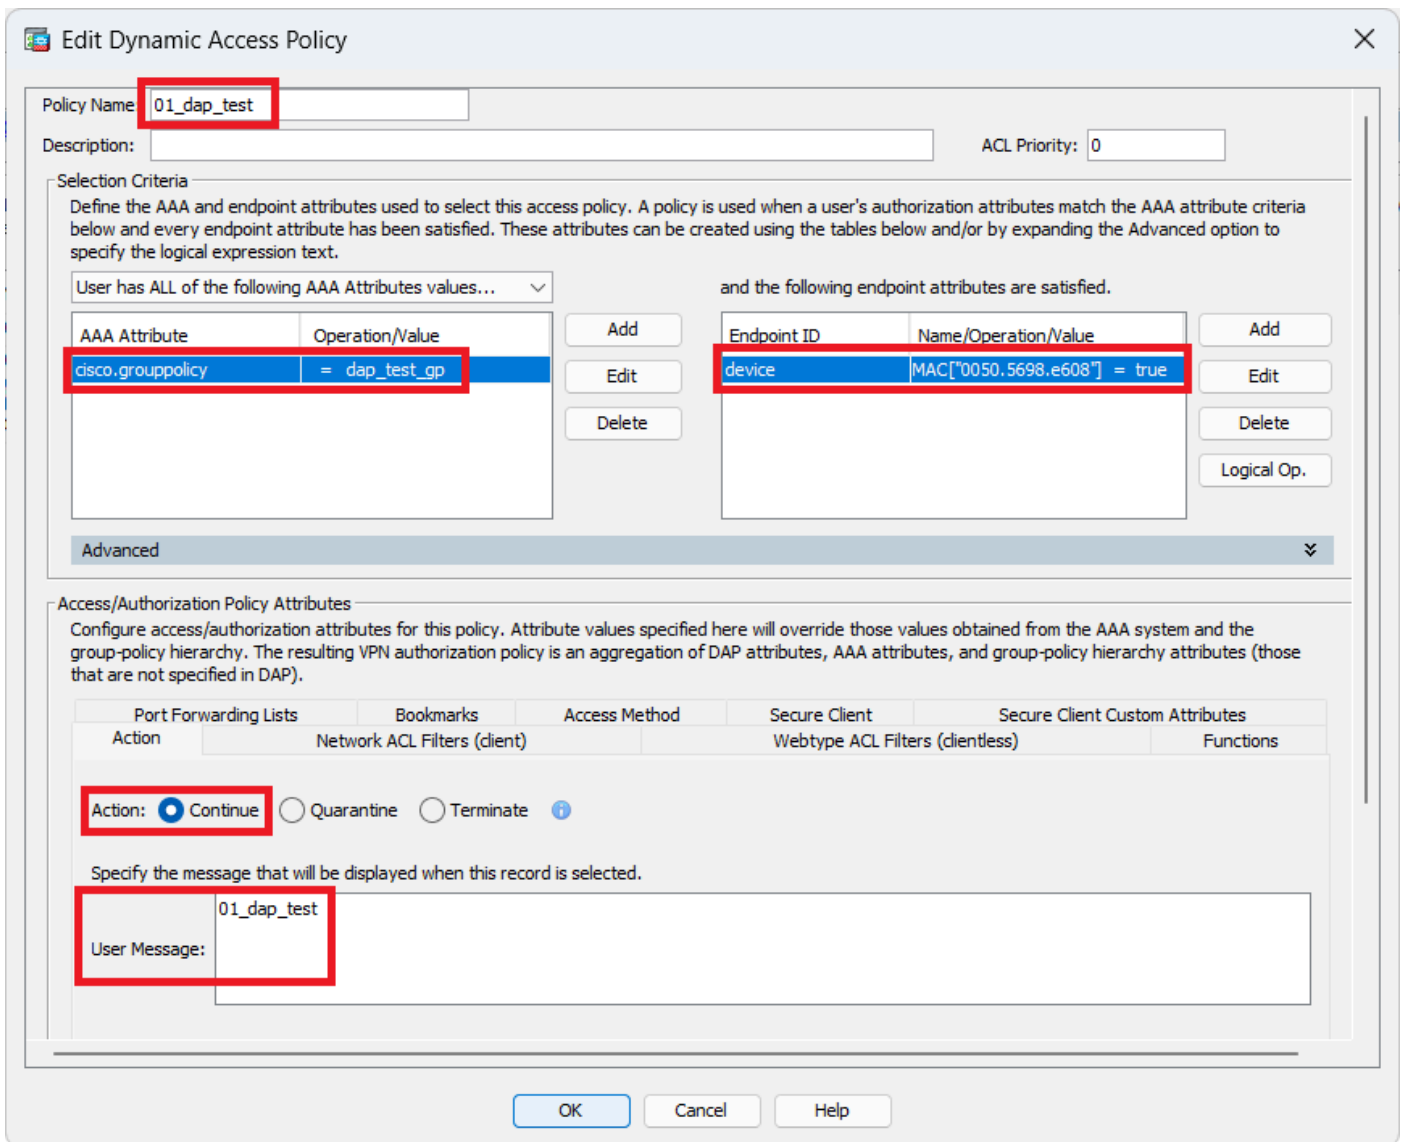 Edit Dynamic Access Policy
Policy Name: 01_dap_test
Description:
ACL Priority: 0
Selection Criteria
Define the AAA and endpoint attributes used to select this access policy. A policy is used when a user's authorization attributes match the AAA attribute criteria
below and every endpoint attribute has been satisfied. These attributes can be created using the tables below and/or by expanding the Advanced option to
specify the logical expression text.
User has ALL of the following AAA Attributes values...
and the following endpoint attributes are satisfied.
AAA Attribute Operation/Value
cisco.grouppolicy = dap_test_gp
Add
Edit
Delete
Endpoint ID Name/Operation/Value
device MAC["0050.5698.e608"] = true
Add
Edit
Delete
Logical Op.
Advanced
Access/Authorization Policy Attributes
Configure access/authorization attributes for this policy. Attribute values specified here will override those values obtained from the AAA system and the
group-policy hierarchy. The resulting VPN authorization policy is an aggregation of DAP attributes, AAA attributes, and group-policy hierarchy attributes (those
that are not specified in DAP).
Port Forwarding Lists Bookmarks Access Method Secure Client Secure Client Custom Attributes
Action Network ACL Filters (client) Webtype ACL Filters (clientless) Functions
Action: Continue Quarantine Terminate
Specify the message that will be displayed when this record is selected.
01_dap_test
User Message:
OK Cancel Help